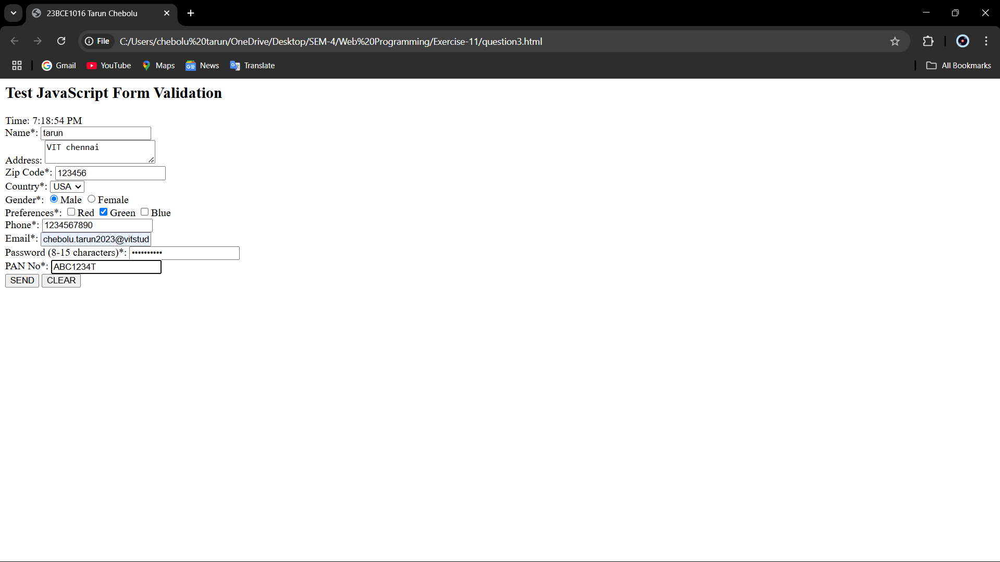 23BCE1016 Tarun Chebolu
File C:/Users/chebolu%20tarun/OneDrive/Desktop/SEM-4/Web%20Programming/Exercise-11/question3.html
Gmail YouTube Maps News Translate All Bookmarks
Test JavaScript Form Validation
Time: 7:18:54 PM
Name*: tarun
VIT chennai
Address:
Zip Code*: 123456
Country*: USA
Gender*: Male Female
Preferences*: Red Green Blue
Phone*: 1234567890
Email*: chebolu.tarun2023@vitstud
Password (8-15 characters)*: ••••••••••
PAN No*: ABC1234T
SEND CLEAR